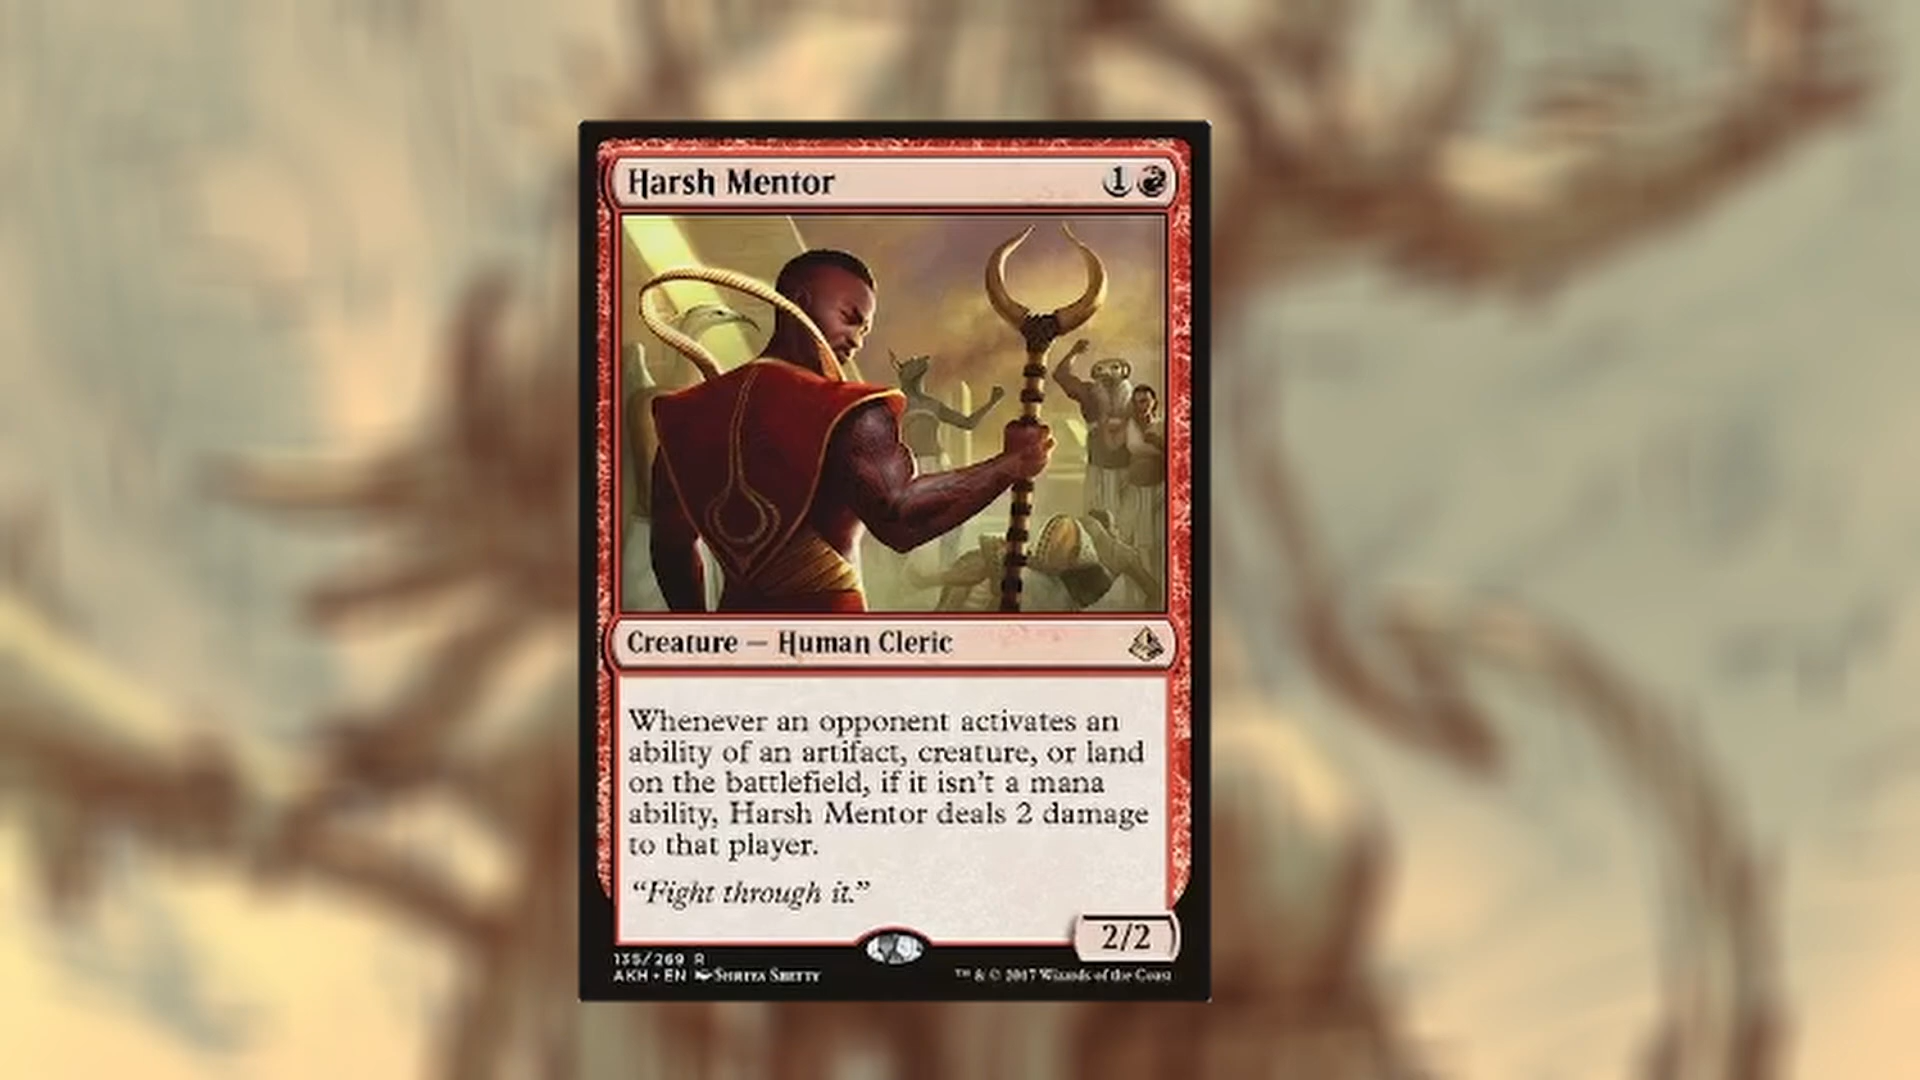 Harsh Mentor 1
Creature — Human Cleric
Whenever an opponent activates an
ability of an artifact, creature, or land
on the battlefield, if it isn't a mana
ability, Harsh Mentor deals 2 damage
to that player.
"Fight through it."
2/2
135/269 R
AKH • EN Shreya Shetty
™ & © 2017 Wizards of the Coast